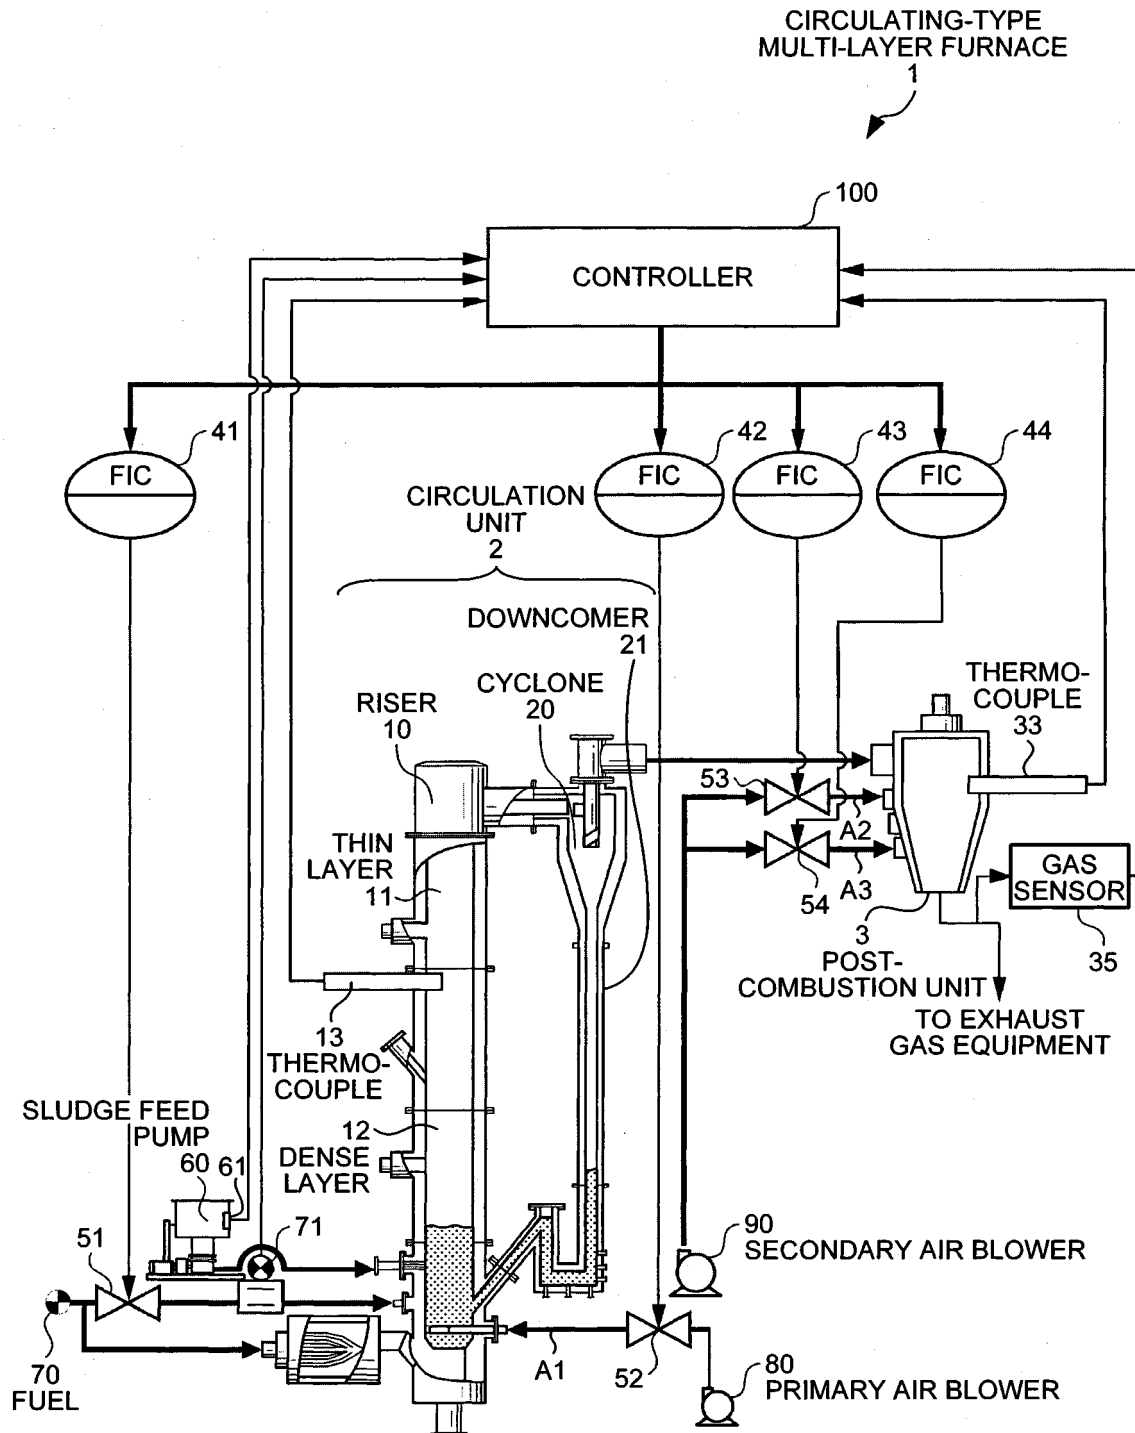 CIRCULATING-TYPE
MULTI-LAYER FURNACE
1
100
CONTROLLER
41
FIC
42
FIC
43
FIC
44
FIC
CIRCULATION
UNIT
2
DOWNCOMER
21
CYCLONE
20
RISER
10
THERMO-
COUPLE
33
53
A2
THIN
LAYER
11
A3
54
GAS
SENSOR
35
3
POST-
COMBUSTION UNIT
TO EXHAUST
GAS EQUIPMENT
13
THERMO-
COUPLE
SLUDGE FEED
PUMP
60
61
12
DENSE
LAYER
51
71
90
SECONDARY AIR BLOWER
70
FUEL
A1
52
80
PRIMARY AIR BLOWER